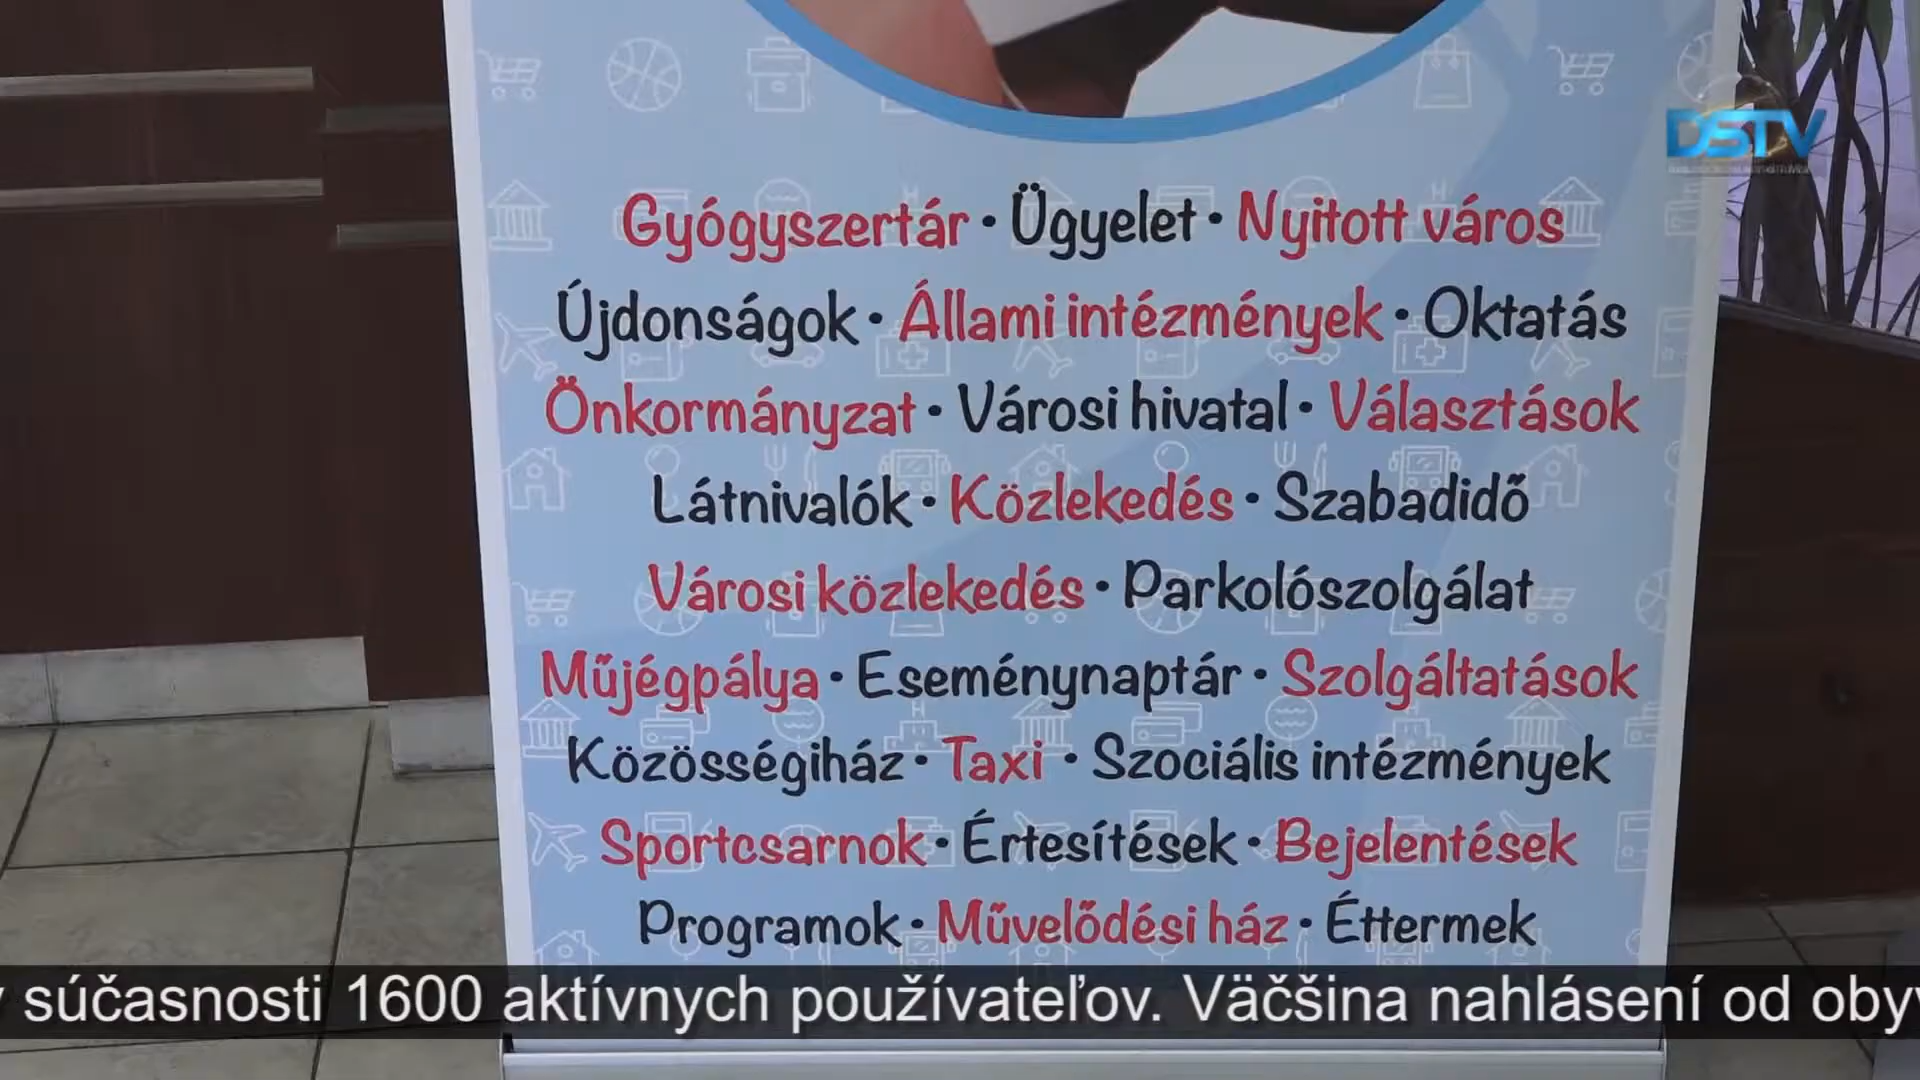 DSTV
Gyógyszertár • Ügyelet • Nyitott város
Újdonságok • Állami intézmények • Oktatás
Önkormányzat • Városi hivatal • Választások
Látnivalók • Közlekedés • Szabadidő
Városi közlekedés • Parkolószolgálat
Műjégpálya • Eseménynaptár • Szolgáltatások
Közösségiház • Taxi • Szociális intézmények
Sportcsarnok • Értesítések • Bejelentések
Programok • Művelődési ház • Éttermek
súčasnosti 1600 aktívnych používateľov. Väčšina nahlásení od oby